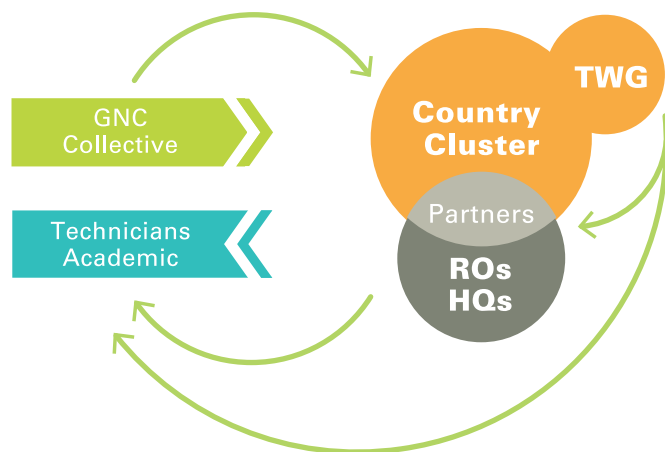 GNC
Collective
Technicians
Academic
TWG
Country
Cluster
Partners
ROs
HQs